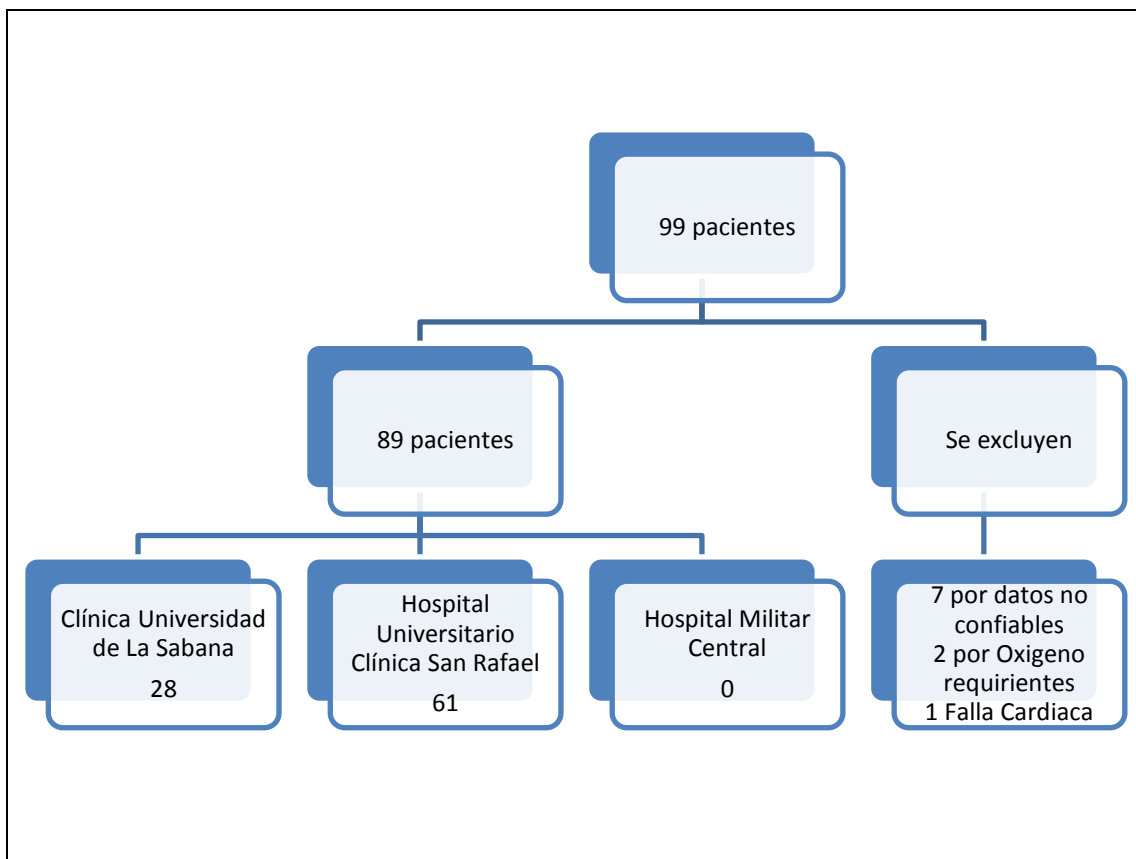 99 pacientes
89 pacientes
Se excluyen
Clínica Universidad
de La Sabana
28
Hospital
Universitario
Clínica San Rafael
61
Hospital Militar
Central
0
7 por datos no
confiables
2 por Oxigeno
requirientes
1 Falla Cardiaca